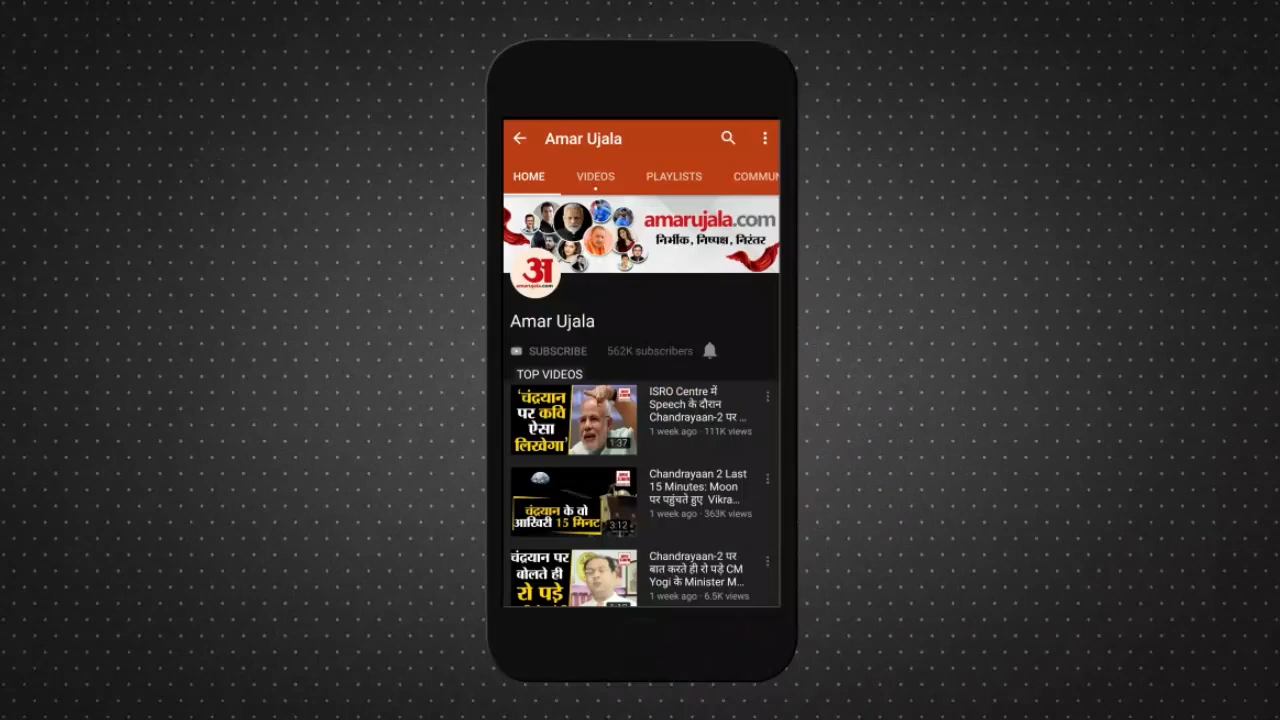 Amar Ujala
HOME VIDEOS PLAYLISTS COMMUN
amarujala.com
निर्भीक, निष्पक्ष, निरंतर
अ
amarujala.com
Amar Ujala
SUBSCRIBE 562K subscribers
TOP VIDEOS
'चंद्रयान
पर कवि
ऐसा
लिखेगा'
1:37
ISRO Centre में
Speech के दौरान
Chandrayaan-2 पर ...
1 week ago · 111K views
चंद्रयान के वो
आखिरी 15 मिनट
3:12
Chandrayaan 2 Last
15 Minutes: Moon
पर पहुंचते हुए Vikra...
1 week ago · 363K views
चंद्रयान पर
बोलते ही
रो पड़े
Chandrayaan-2 पर
बात करते ही रो पड़े CM
Yogi के Minister M...
1 week ago · 6.5K views